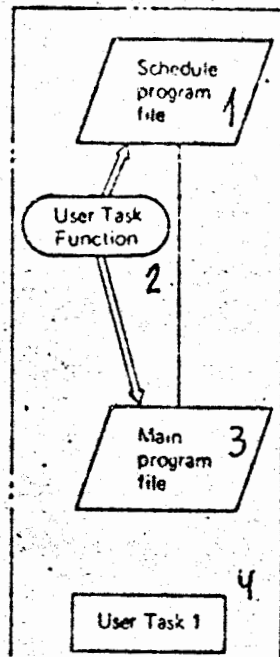 Schedule
program 1
file
User Task
Function
2
Main 3
program
file
4
User Task 1